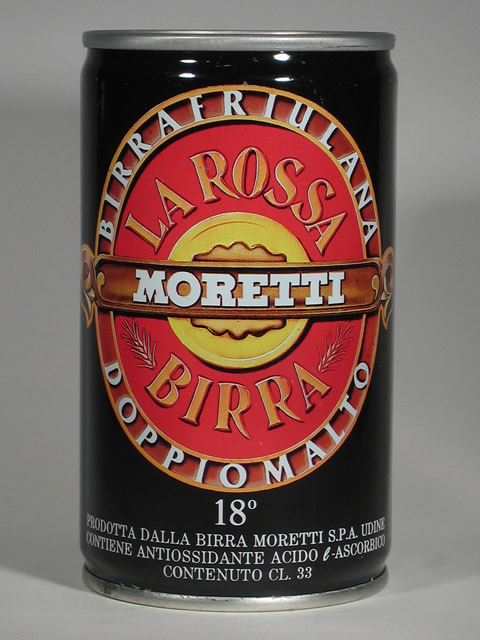 BIRRA FRIULANA
LA ROSSA
MORETTI
BIRRA
DOPPIO MALTO
18º
PRODOTTA DALLA BIRRA MORETTI S.P.A. UDINE
CONTIENE ANTIOSSIDANTE ACIDO ℓ-ASCORBICO
CONTENUTO CL. 33